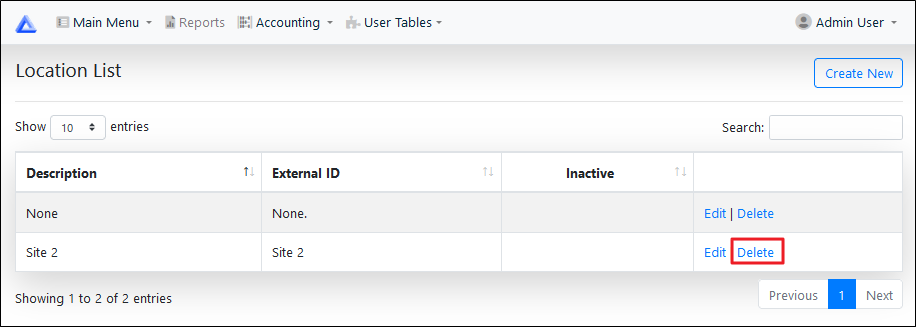 Main Menu Reports Accounting User Tables Admin User
Location List Create New
Show 10 entries Search:
Description External ID Inactive
None None. Edit | Delete
Site 2 Site 2 Edit Delete
Showing 1 to 2 of 2 entries Previous 1 Next